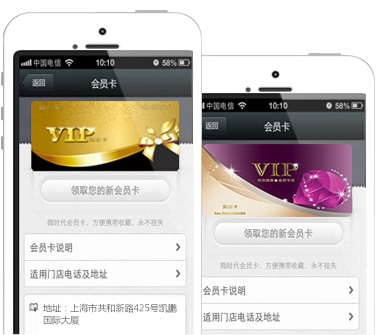 中国电信 10:10 58%
返回 会员卡
VIP
领取您的新会员卡
微时代会员卡，方便携带收藏，永不挂失
会员卡说明
适用门店电话及地址
地址：上海市共和新路425号凯鹏
国际大厦
中国电信 10:10 58%
返回 会员卡
VIP
领取您的新会员卡
微时代会员卡，方便携带收藏，永不挂失
会员卡说明
适用门店电话及地址